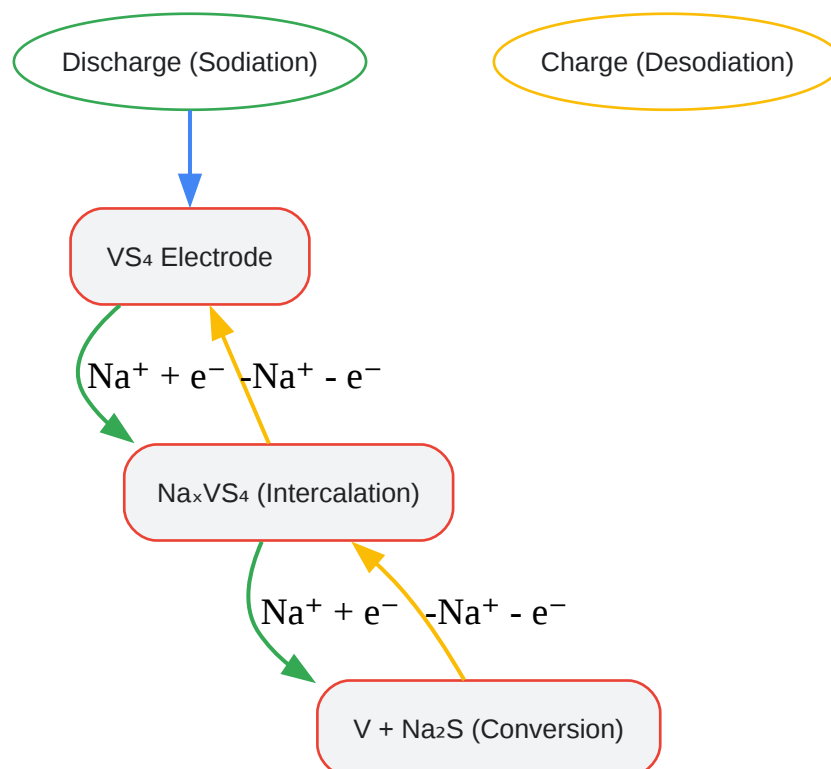 Discharge (Sodiation)
Charge (Desodiation)
VS₄ Electrode
Na⁺ + e⁻
-Na⁺ - e⁻
NaₓVS₄ (Intercalation)
Na⁺ + e⁻
-Na⁺ - e⁻
V + Na₂S (Conversion)